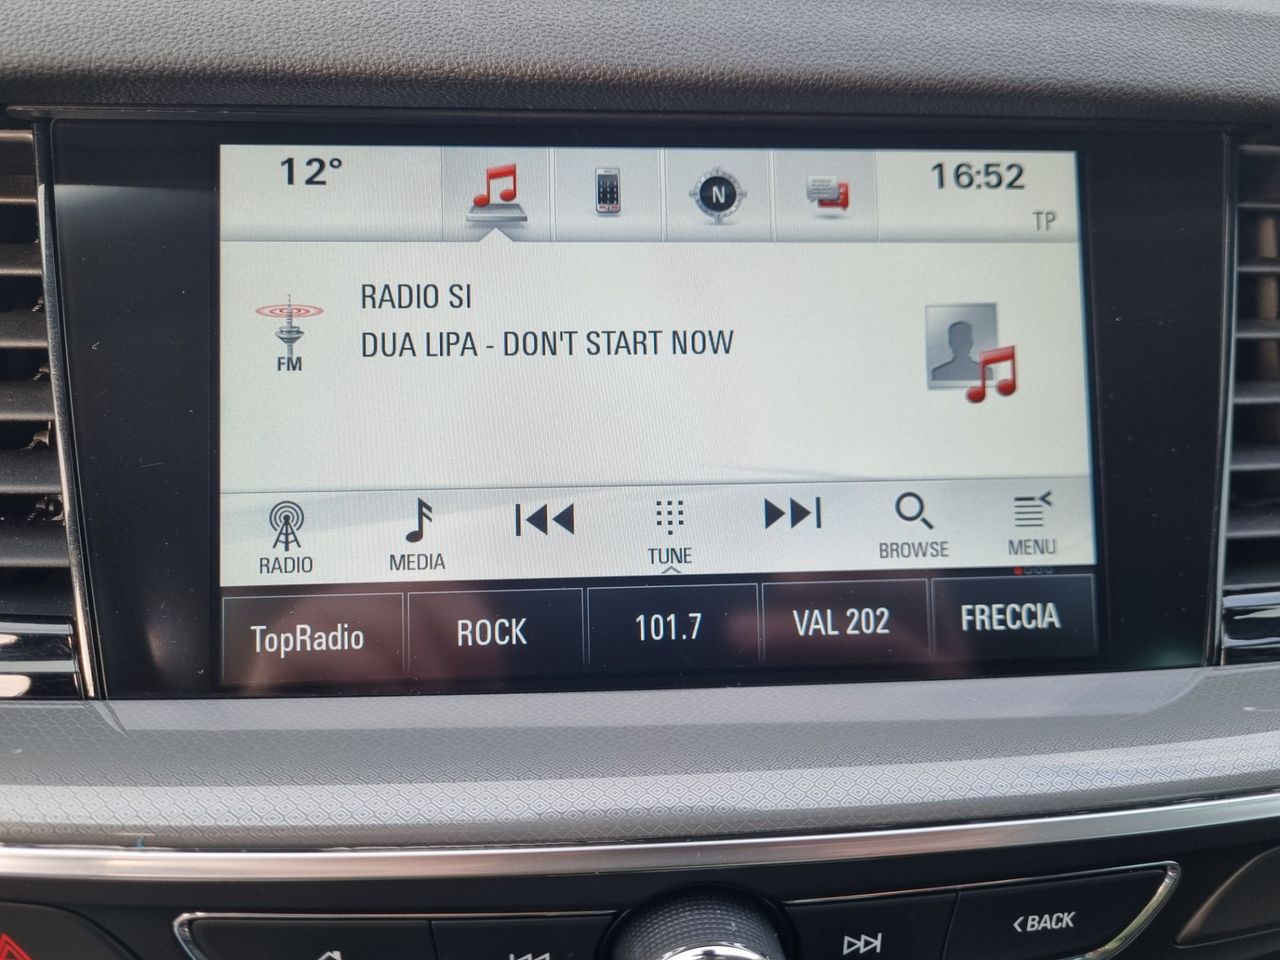 12°
N
16:52
TP
RADIO SI
FM
DUA LIPA - DON'T START NOW
RADIO
MEDIA
TUNE
BROWSE
MENU
TopRadio
ROCK
101.7
VAL 202
FRECCIA
BACK